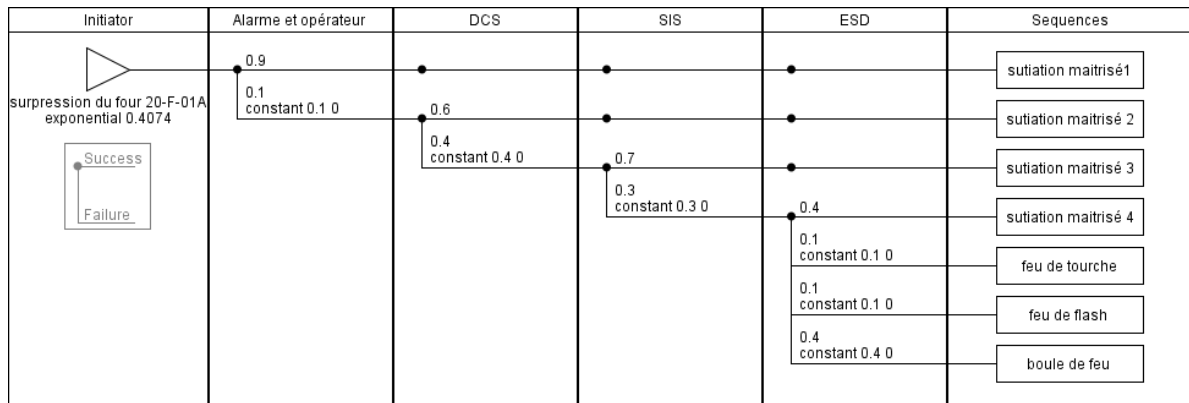 Initiator
Alarme et opérateur
DCS
SIS
ESD
Sequences
0.9
sutiation maitrisé1
surpression du four 20-F-01A
exponential 0.4074
0.1
constant 0.1 0
0.6
sutiation maitrisé 2
Success
Failure
0.4
constant 0.4 0
0.7
sutiation maitrisé 3
0.3
constant 0.3 0
0.4
sutiation maitrisé 4
0.1
constant 0.1 0
feu de tourche
0.1
constant 0.1 0
feu de flash
0.4
constant 0.4 0
boule de feu